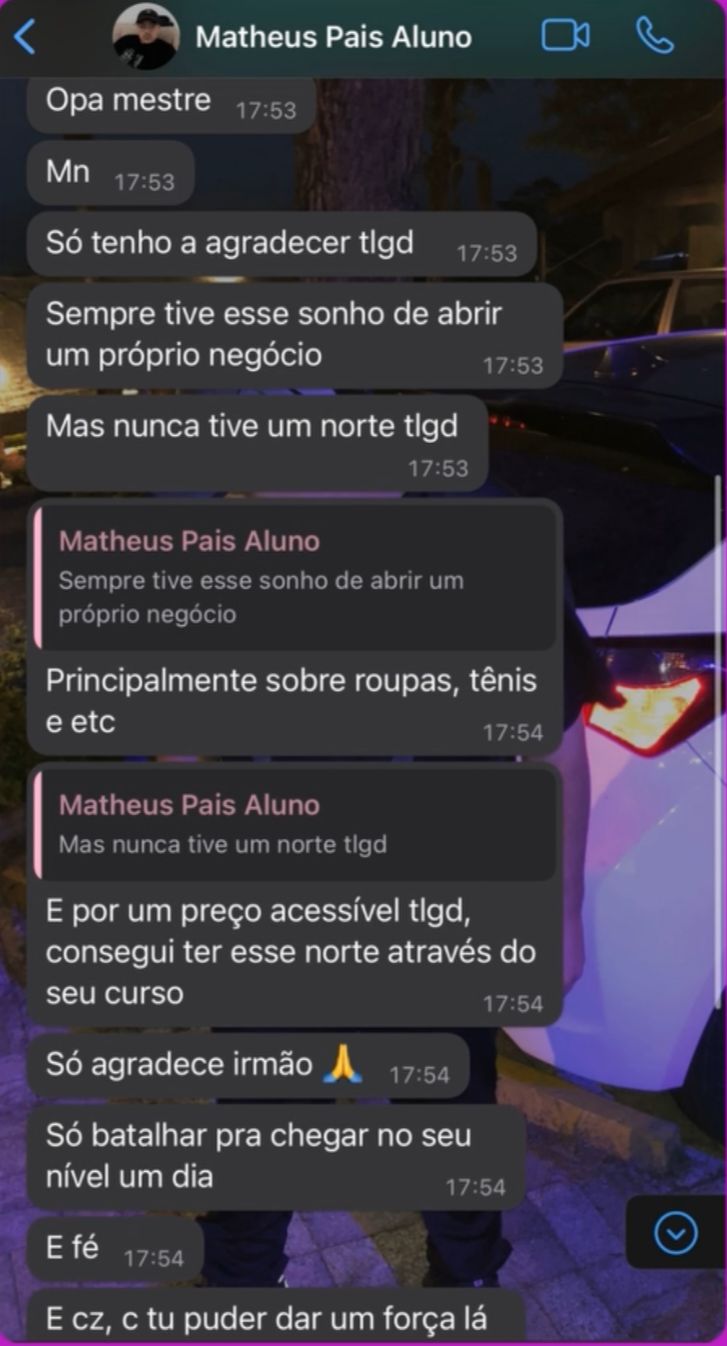 Matheus Pais Aluno
Opa mestre 17:53
Mn 17:53
Só tenho a agradecer tlgd 17:53
Sempre tive esse sonho de abrir
um próprio negócio 17:53
Mas nunca tive um norte tlgd
17:53
Matheus Pais Aluno
Sempre tive esse sonho de abrir um
próprio negócio
Principalmente sobre roupas, tênis
e etc 17:54
Matheus Pais Aluno
Mas nunca tive um norte tlgd
E por um preço acessível tlgd,
consegui ter esse norte através do
seu curso 17:54
Só agradece irmão 🙏 17:54
Só batalhar pra chegar no seu
nível um dia 17:54
E fé 17:54
E cz, c tu puder dar um força lá